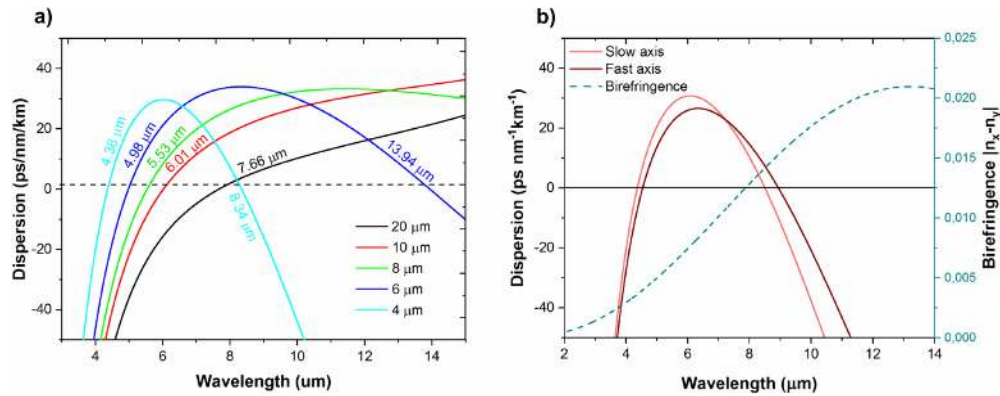 a)
Dispersion (ps/nm/km)
40
20
0
-20
-40
4.38 µm
4.98 µm
5.53 µm
6.01 µm
7.66 µm
8.34 µm
13.94 µm
20 µm
10 µm
8 µm
6 µm
4 µm
4 6 8 10 12 14
Wavelength (um)
b)
Dispersion (ps nm⁻¹km⁻¹)
40
20
0
-20
-40
Slow axis
Fast axis
Birefringence
0,025
0,020
0,015
0,010
0,005
0,000
Birefringence |nx-ny|
2 4 6 8 10 12 14
Wavelength (µm)